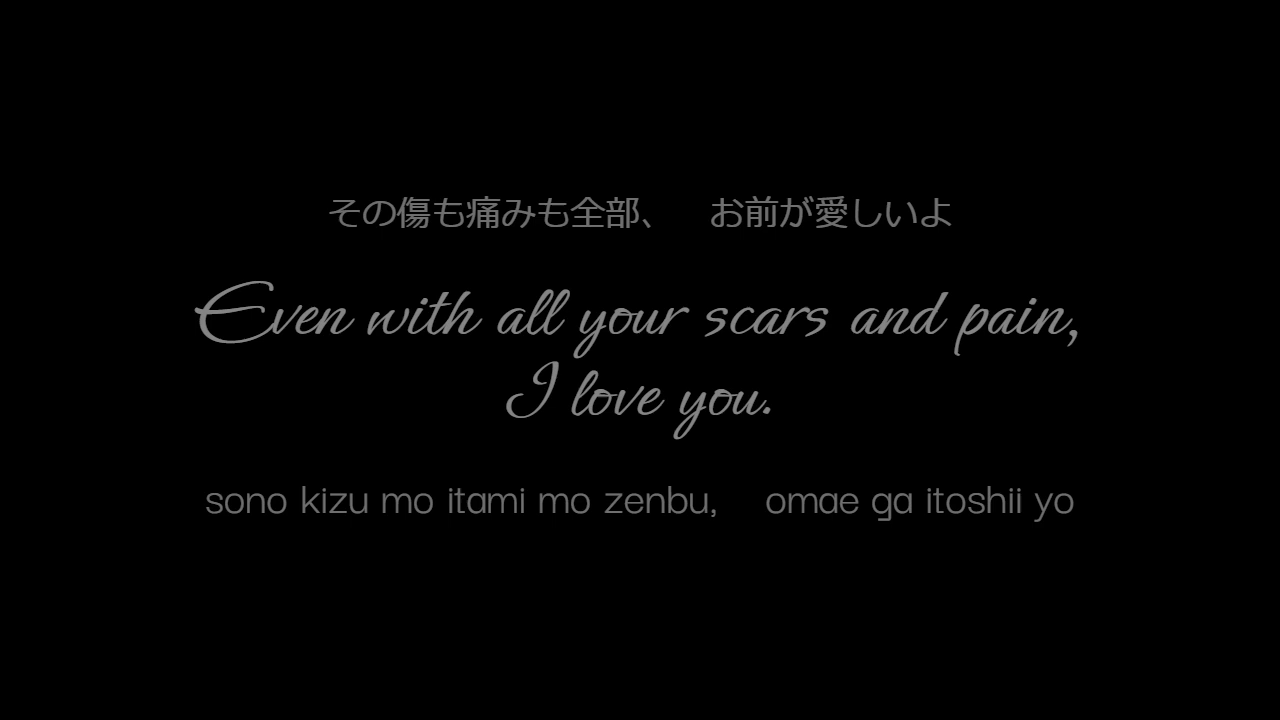 その傷も痛みも全部、　お前が愛しいよ
Even with all your scars and pain,
I love you.
sono kizu mo itami mo zenbu,　omae ga itoshii yo